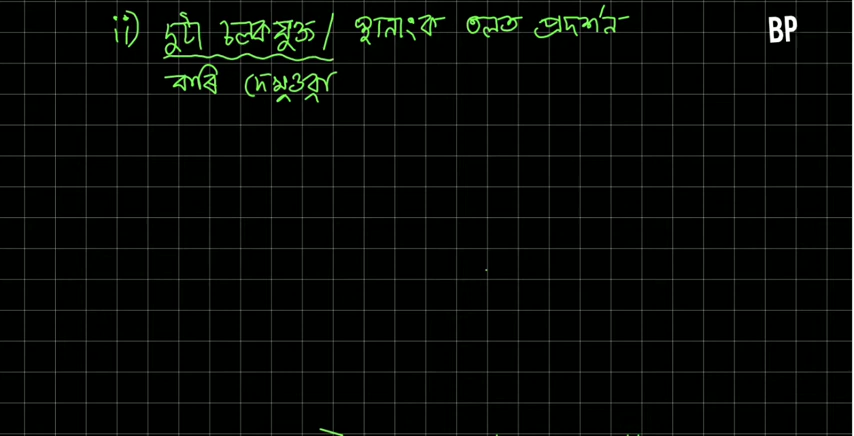 ii) দুটা চলকযুক্ত / স্থানাংক তলত প্ৰদৰ্শন BP
কৰি দেখুওৱা